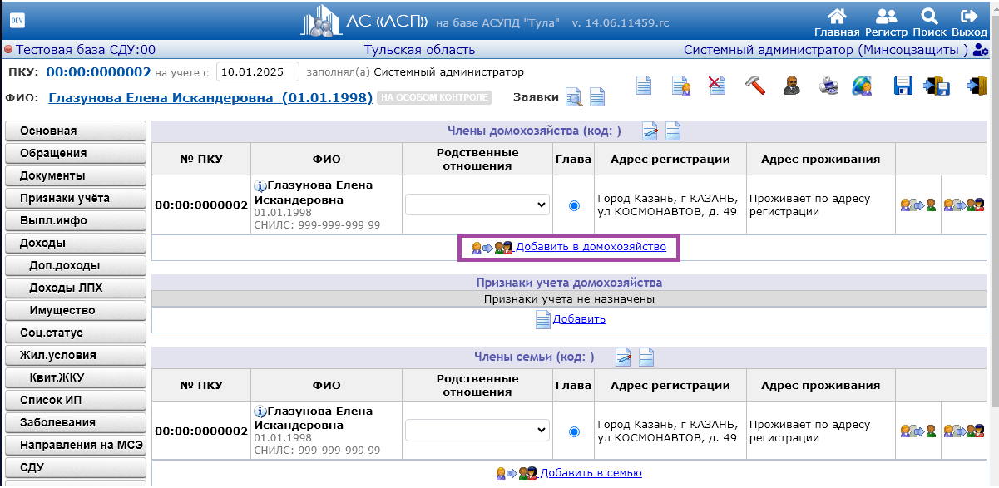 DEV
АС «АСП» на базе АСУПД "Тула" v. 14.06.11459.rc
Главная Регистр Поиск Выход
Тестовая база СДУ:00 Тульская область Системный администратор (Минсоцзащиты )
ПКУ: 00:00:0000002 на учете с 10.01.2025 заполнял(а) Системный администратор
ФИО: Глазунова Елена Искандеровна (01.01.1998) НА ОСОБОМ КОНТРОЛЕ Заявки
Основная
Обращения
Документы
Признаки учёта
Выпл.инфо
Доходы
Доп.доходы
Доходы ЛПХ
Имущество
Соц.статус
Жил.условия
Квит.ЖКУ
Список ИП
Заболевания
Направления на МСЭ
СДУ
Члены домохозяйства (код: )
№ ПКУ ФИО Родственные отношения Глава Адрес регистрации Адрес проживания
00:00:0000002 Глазунова Елена Искандеровна
01.01.1998
СНИЛС: 999-999-999 99
Город Казань, г КАЗАНЬ,
ул КОСМОНАВТОВ, д. 49
Проживает по адресу
регистрации
Добавить в домохозяйство
Признаки учета домохозяйства
Признаки учета не назначены
Добавить
Члены семьи (код: )
№ ПКУ ФИО Родственные отношения Глава Адрес регистрации Адрес проживания
00:00:0000002 Глазунова Елена Искандеровна
01.01.1998
СНИЛС: 999-999-999 99
Город Казань, г КАЗАНЬ,
ул КОСМОНАВТОВ, д. 49
Проживает по адресу
регистрации
Добавить в семью